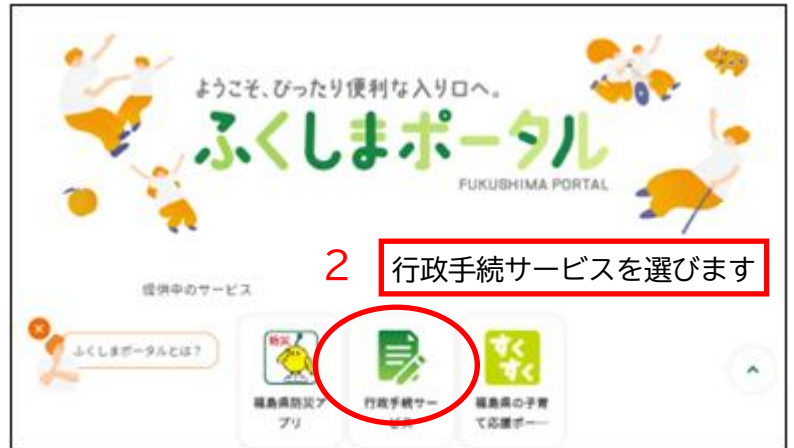 ようこそ、ぴったり便利な入り口へ。
ふくしまポータル
FUKUSHIMA PORTAL
2 行政手続サービスを選びます
提供中のサービス
ふくしまポータルとは？
防災
福島県防災ア
プリ
行政手続サー
ビス
すく
すく
福島県の子育
て応援ポー…